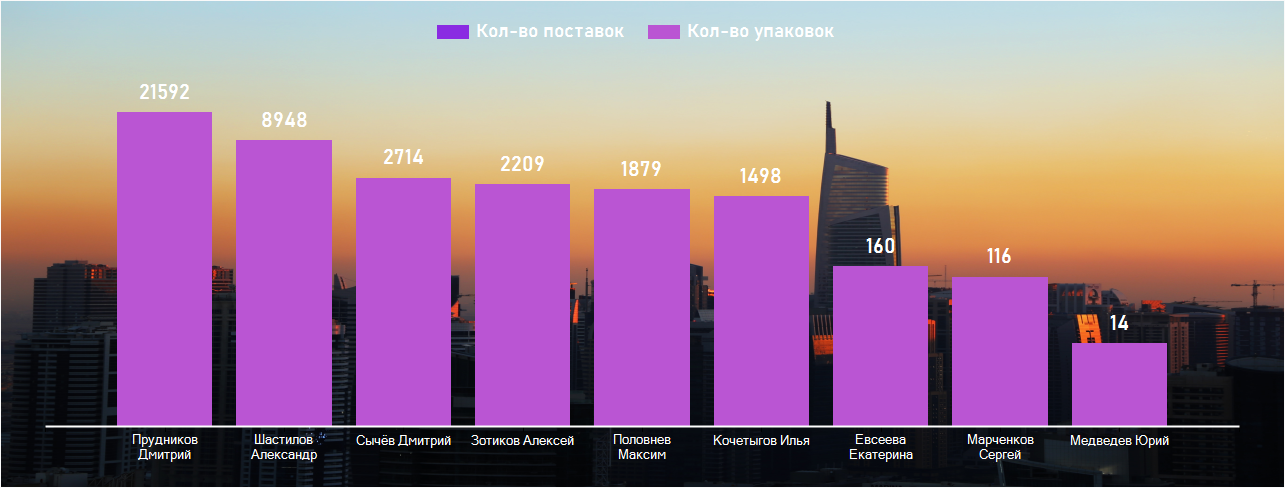 Кол-во поставок Кол-во упаковок
21592
8948
2714
2209
1879
1498
160
116
14
Прудников
Дмитрий
Шастилов
Александр
Сычёв Дмитрий
Зотиков Алексей
Половнев
Максим
Кочетыгов Илья
Евсеева
Екатерина
Марченков
Сергей
Медведев Юрий